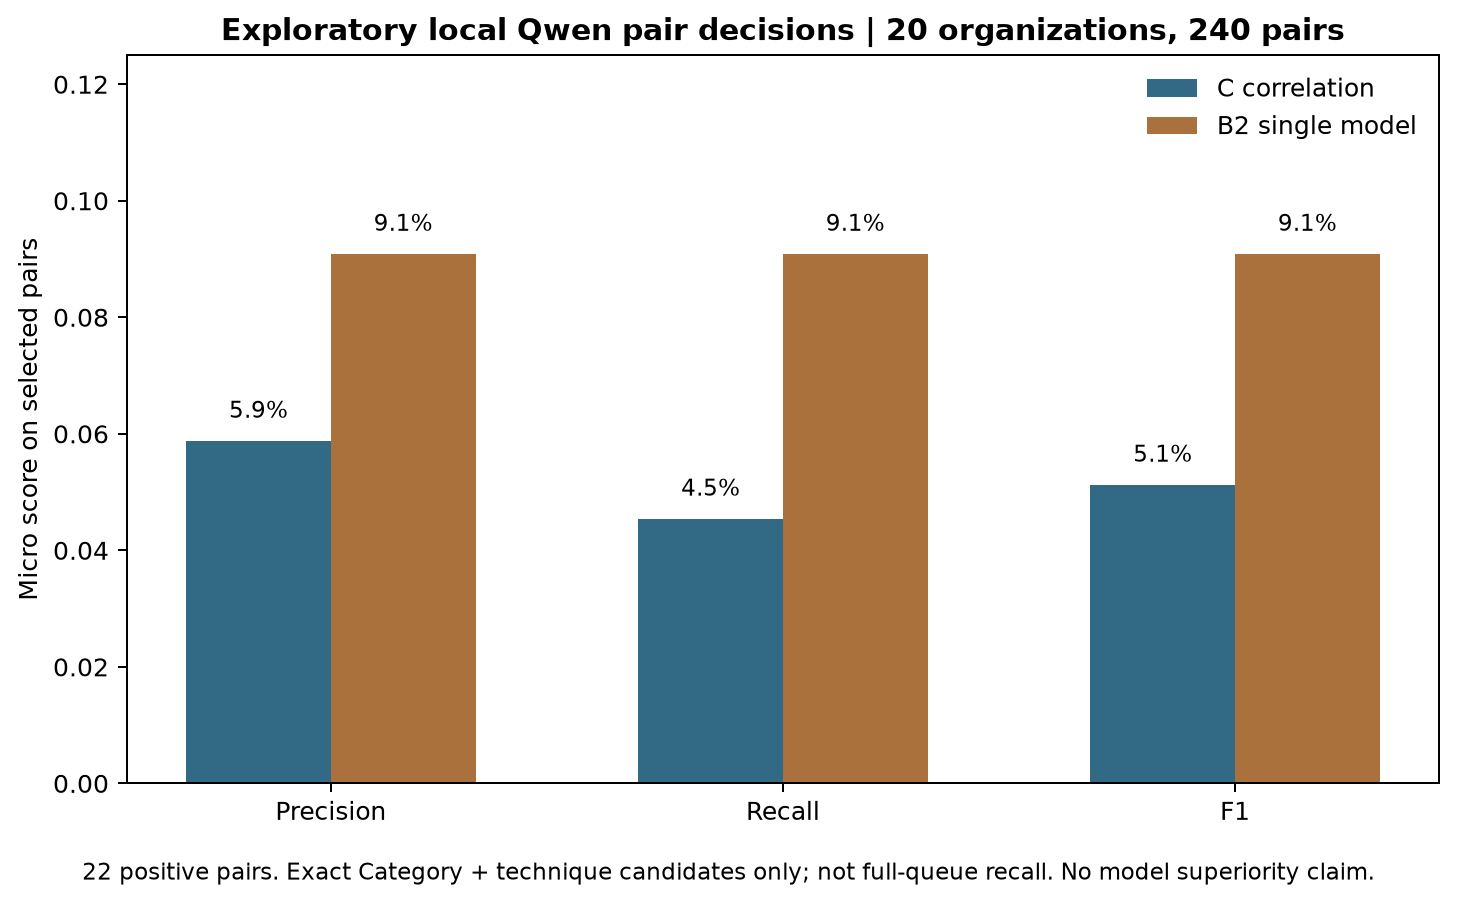 Exploratory local Qwen pair decisions | 20 organizations, 240 pairs
Micro score on selected pairs
0.12
0.10
0.08
0.06
0.04
0.02
0.00
C correlation
B2 single model
5.9%
9.1%
4.5%
9.1%
5.1%
9.1%
Precision
Recall
F1
22 positive pairs. Exact Category + technique candidates only; not full-queue recall. No model superiority claim.